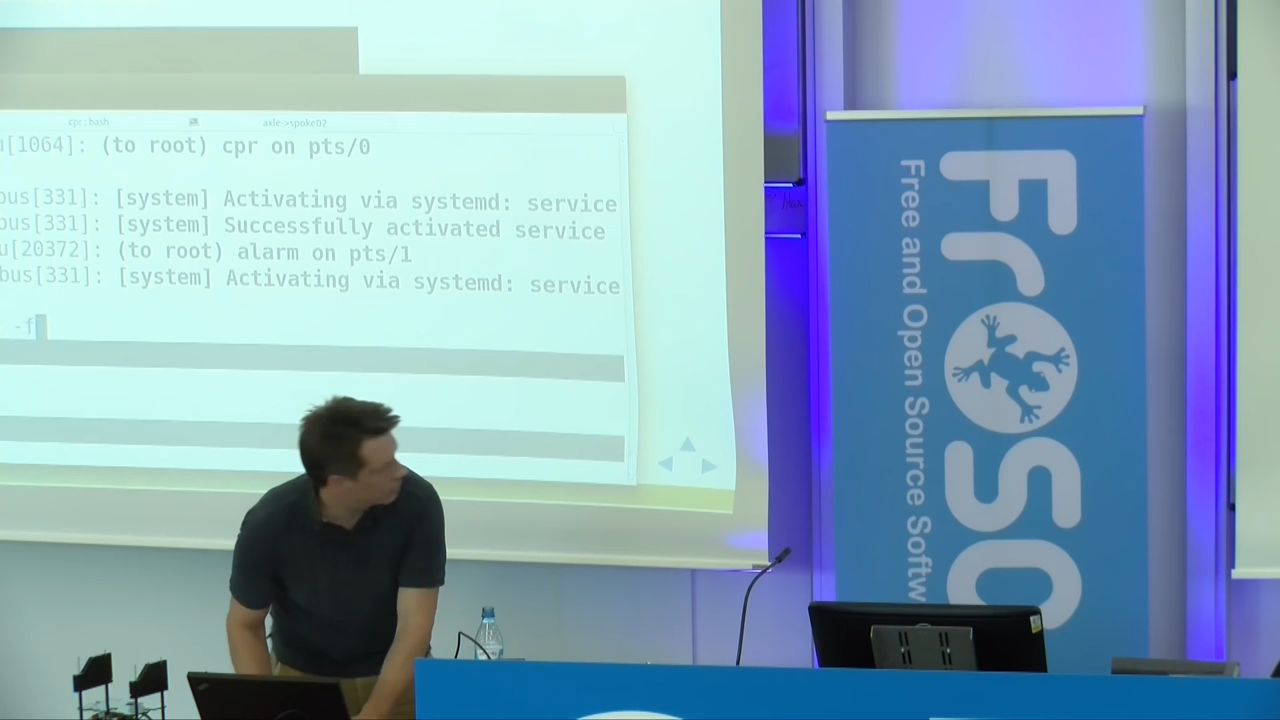 cpr : bash
axle->spoke02
u[1064]: (to root) cpr on pts/0
bus[331]: [system] Activating via systemd: service
bus[331]: [system] Successfully activated service
u[20372]: (to root) alarm on pts/1
bus[331]: [system] Activating via systemd: service
-f
FrOSC
Free and Open Source Softw